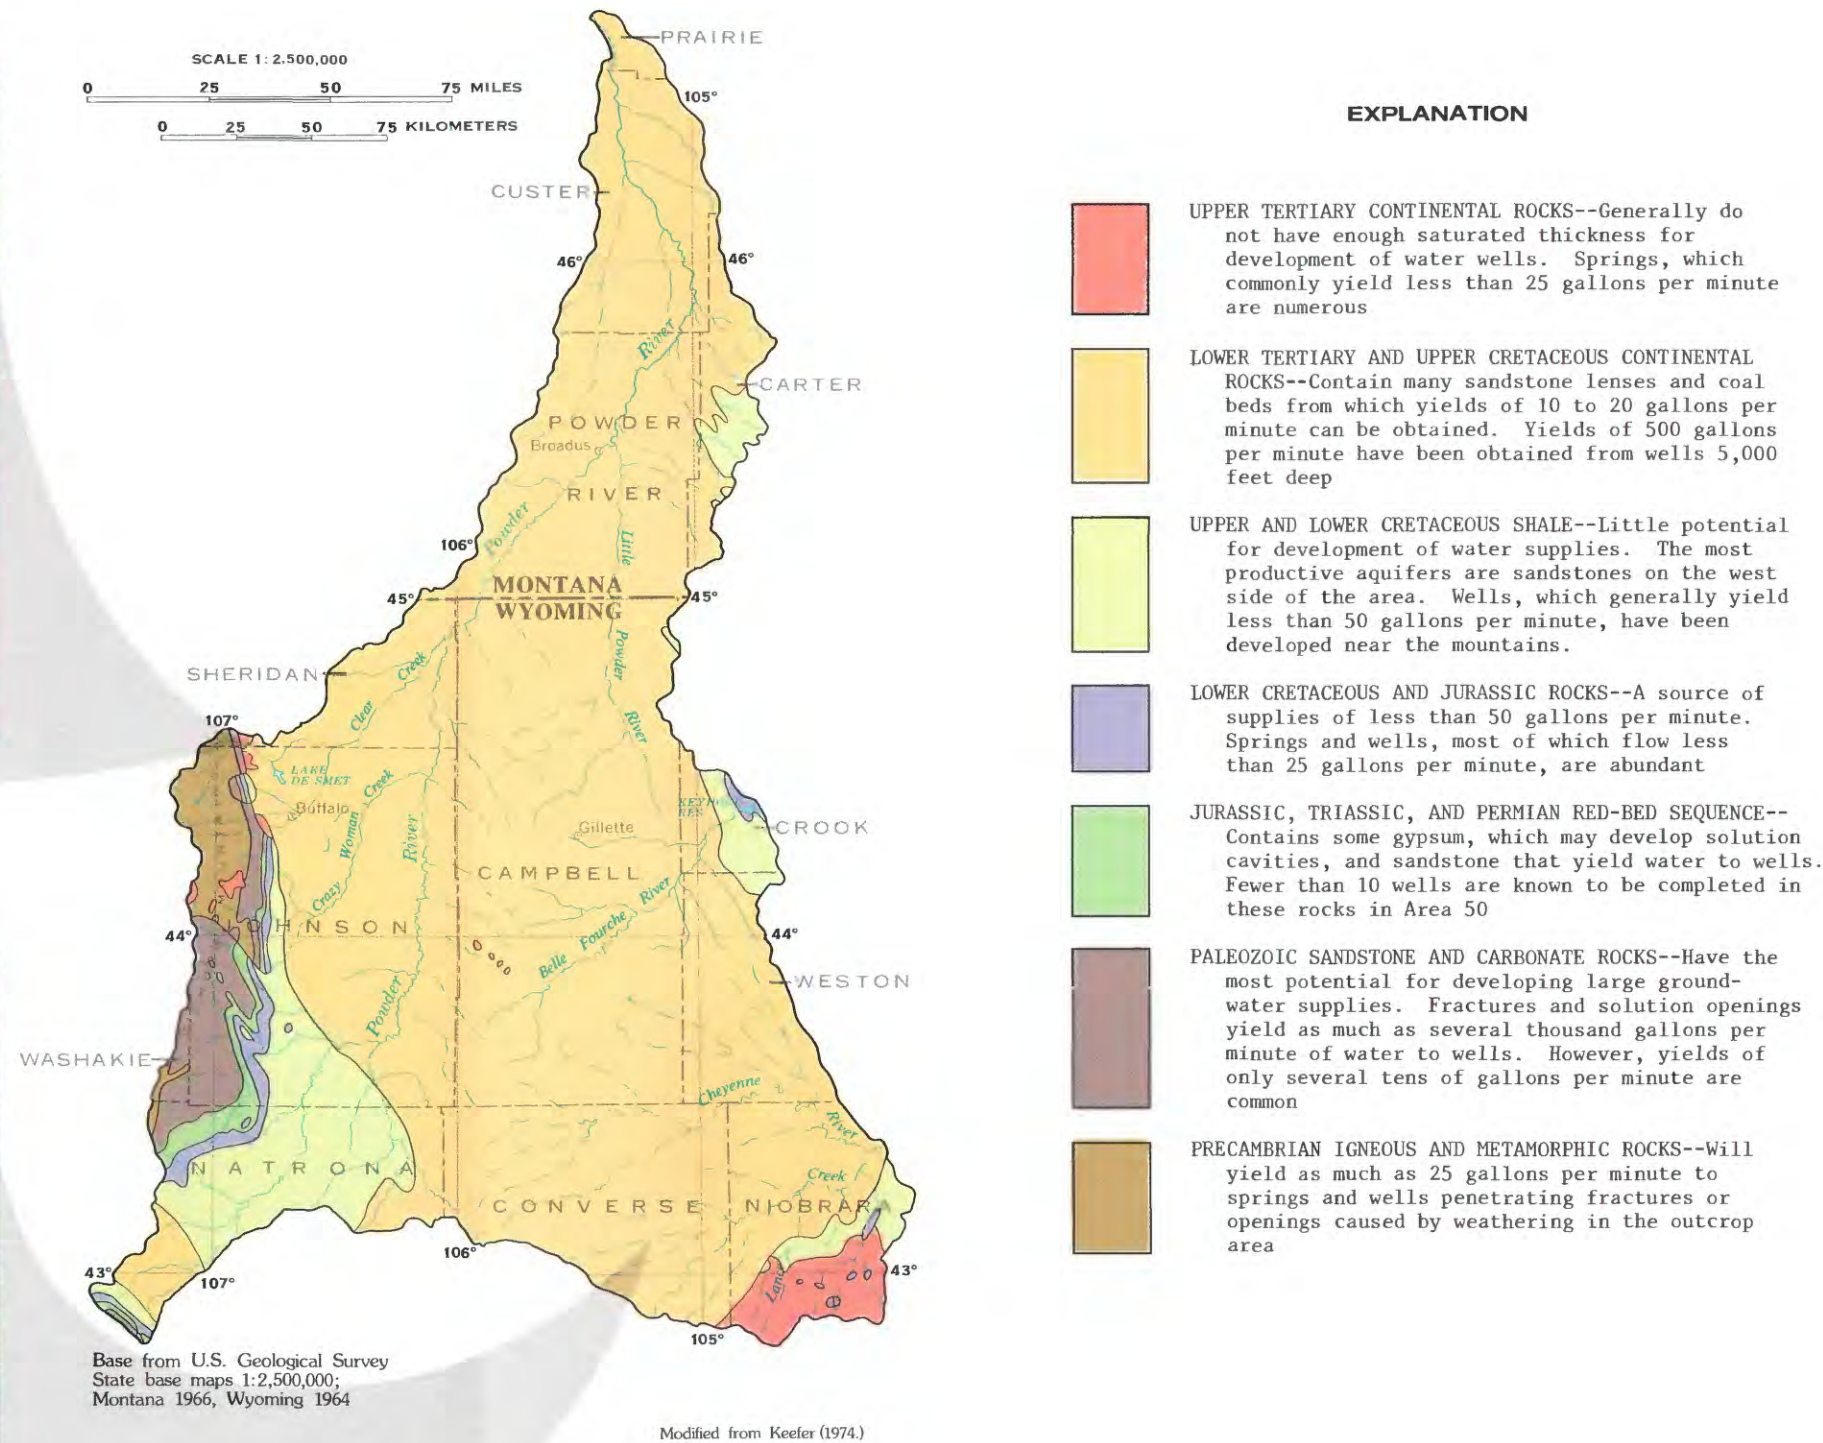 SCALE 1:2,500,000
0 25 50 75 MILES
0 25 50 75 KILOMETERS
PRAIRIE
105°
CUSTER
46°
46°
River
CARTER
POWDER
Broadus
RIVER
Powder
Little
106°
MONTANA
45°
45°
WYOMING
Powder
River
SHERIDAN
Creek
Clear
107°
LAKE
DE SMET
Creek
Buffalo
Woman
Crazy
River
Gillette
CROOK
CAMPBELL
JOHNSON
44°
44°
Belle Fourche River
WESTON
Powder
WASHAKIE
Cheyenne
River
NATRONA
Creek
CONVERSE
NIOBRARA
106°
43°
107°
43°
105°
Base from U.S. Geological Survey
State base maps 1:2,500,000;
Montana 1966, Wyoming 1964
Modified from Keefer (1974.)
EXPLANATION
UPPER TERTIARY CONTINENTAL ROCKS--Generally do
not have enough saturated thickness for
development of water wells. Springs, which
commonly yield less than 25 gallons per minute
are numerous
LOWER TERTIARY AND UPPER CRETACEOUS CONTINENTAL
ROCKS--Contain many sandstone lenses and coal
beds from which yields of 10 to 20 gallons per
minute can be obtained. Yields of 500 gallons
per minute have been obtained from wells 5,000
feet deep
UPPER AND LOWER CRETACEOUS SHALE--Little potential
for development of water supplies. The most
productive aquifers are sandstones on the west
side of the area. Wells, which generally yield
less than 50 gallons per minute, have been
developed near the mountains.
LOWER CRETACEOUS AND JURASSIC ROCKS--A source of
supplies of less than 50 gallons per minute.
Springs and wells, most of which flow less
than 25 gallons per minute, are abundant
JURASSIC, TRIASSIC, AND PERMIAN RED-BED SEQUENCE--
Contains some gypsum, which may develop solution
cavities, and sandstone that yield water to wells.
Fewer than 10 wells are known to be completed in
these rocks in Area 50
PALEOZOIC SANDSTONE AND CARBONATE ROCKS--Have the
most potential for developing large ground-
water supplies. Fractures and solution openings
yield as much as several thousand gallons per
minute of water to wells. However, yields of
only several tens of gallons per minute are
common
PRECAMBRIAN IGNEOUS AND METAMORPHIC ROCKS--Will
yield as much as 25 gallons per minute to
springs and wells penetrating fractures or
openings caused by weathering in the outcrop
area